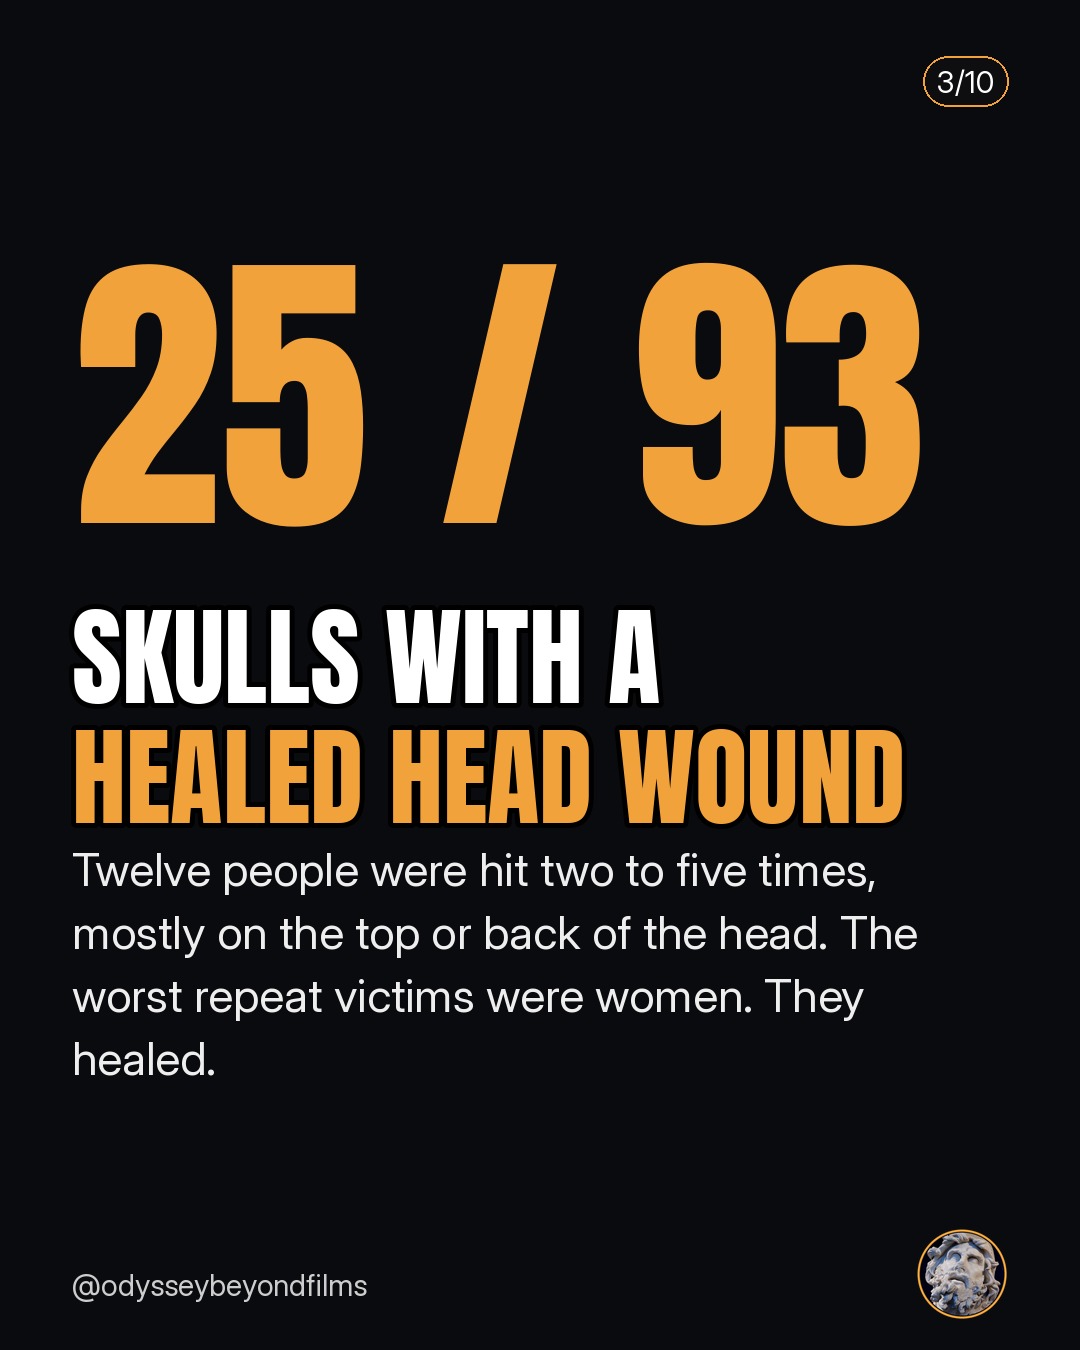 3/10
25 / 93
SKULLS WITH A
HEALED HEAD WOUND
Twelve people were hit two to five times,
mostly on the top or back of the head. The
worst repeat victims were women. They
healed.
@odysseybeyondfilms